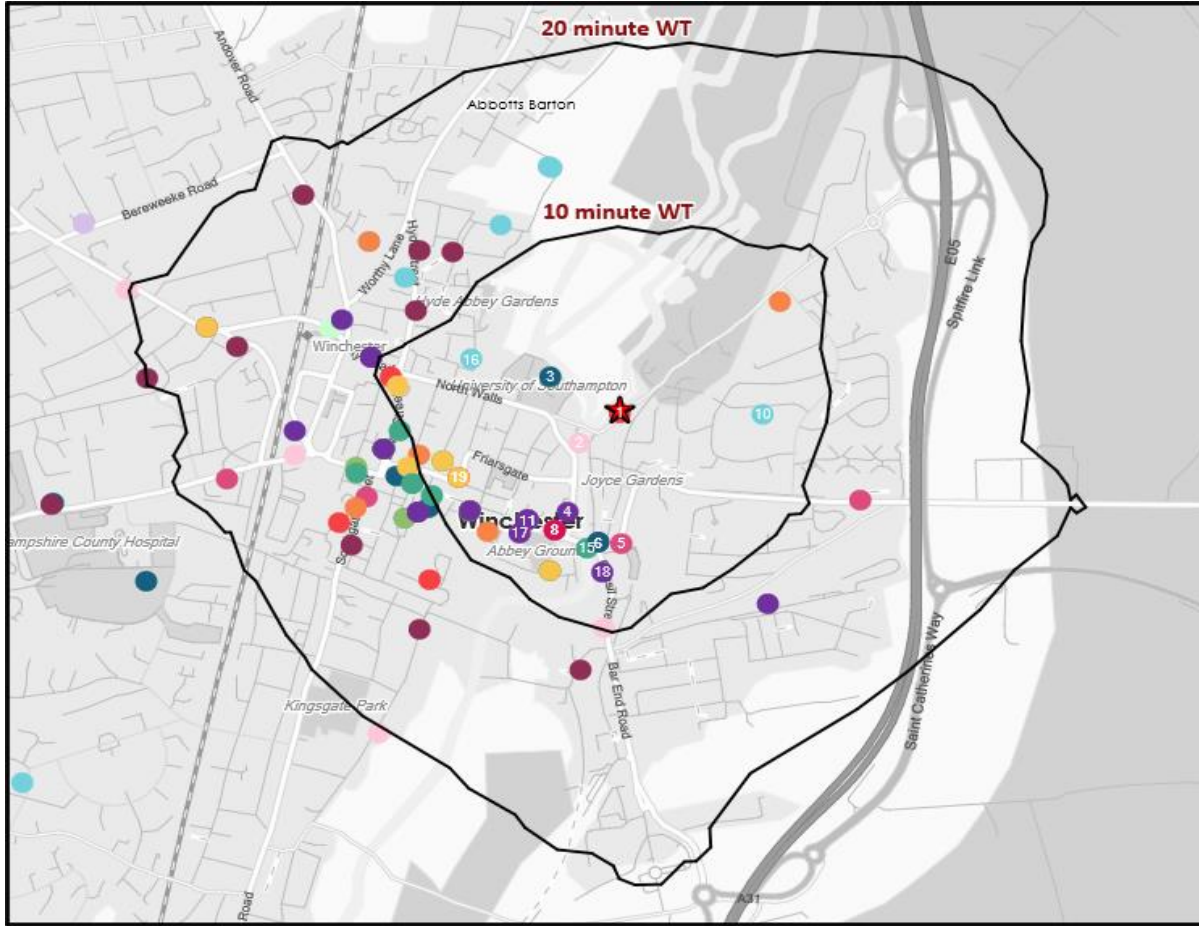 20 minute WT
Andover Road
Abbotts Barton
Bereweeke Road
10 minute WT
Worthy Lane
Hyde Abbey Gardens
E05
Spitfire Link
Winchester
16
3
University of Southampton
North Walls
1
10
2
Friarsgate
19
Joyce Gardens
4
11
Winchester
17
8
Hampshire County Hospital
Abbey Ground
15
6
5
18
Bar End Road
Saint Catherines Way
Kingsgate Park
Road
A31